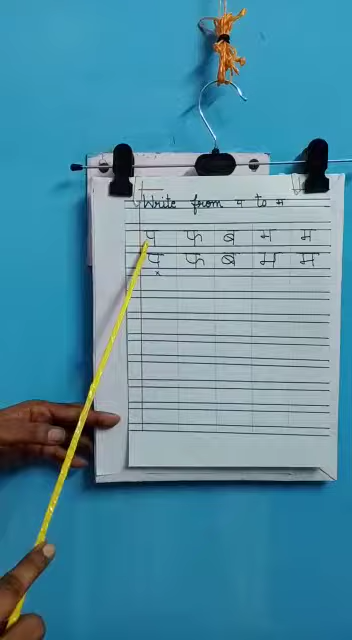 Write from प to म
प फ ब भ म
प फ ब भ म